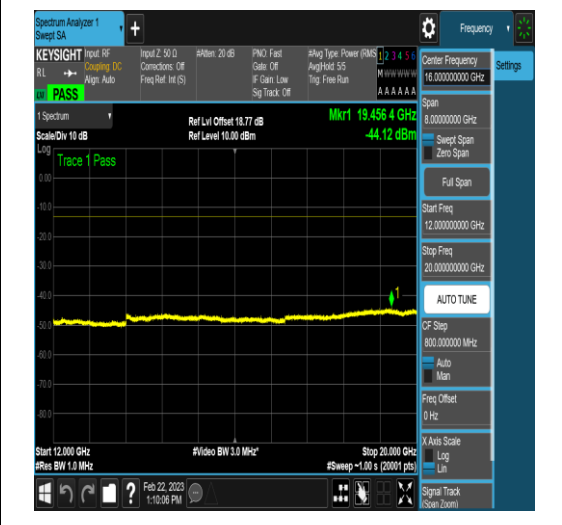 Spectrum Analyzer 1
Swept SA
Frequency
KEYSIGHT Input: RF
RL
Coupling: DC
Align: Auto
Input Z: 50 Ω
Corrections: Off
Freq Ref: Int (S)
#Atten: 20 dB
PNO: Fast
Gate: Off
IF Gain: Low
Sig Track: Off
#Avg Type: Power (RMS
Avg|Hold: 5/5
Trig: Free Run
1 2 3 4 5 6
M w w w w w
A A A A A A
PASS
1 Spectrum
Scale/Div 10 dB
Ref Lvl Offset 18.77 dB
Ref Level 10.00 dBm
Mkr1 19.456 4 GHz
-44.12 dBm
Log
Trace 1 Pass
0.00
-10.0
-20.0
-30.0
-40.0
-50.0
-60.0
-70.0
-80.0
1
Start 12.000 GHz
#Res BW 1.0 MHz
#Video BW 3.0 MHz*
Stop 20.000 GHz
#Sweep ~1.00 s (20001 pts)
Feb 22, 2023
1:10:06 PM
Center Frequency
16.000000000 GHz
Settings
Span
8.00000000 GHz
Swept Span
Zero Span
Full Span
Start Freq
12.000000000 GHz
Stop Freq
20.000000000 GHz
AUTO TUNE
CF Step
800.000000 MHz
Auto
Man
Freq Offset
0 Hz
X Axis Scale
Log
Lin
Signal Track
(Span Zoom)